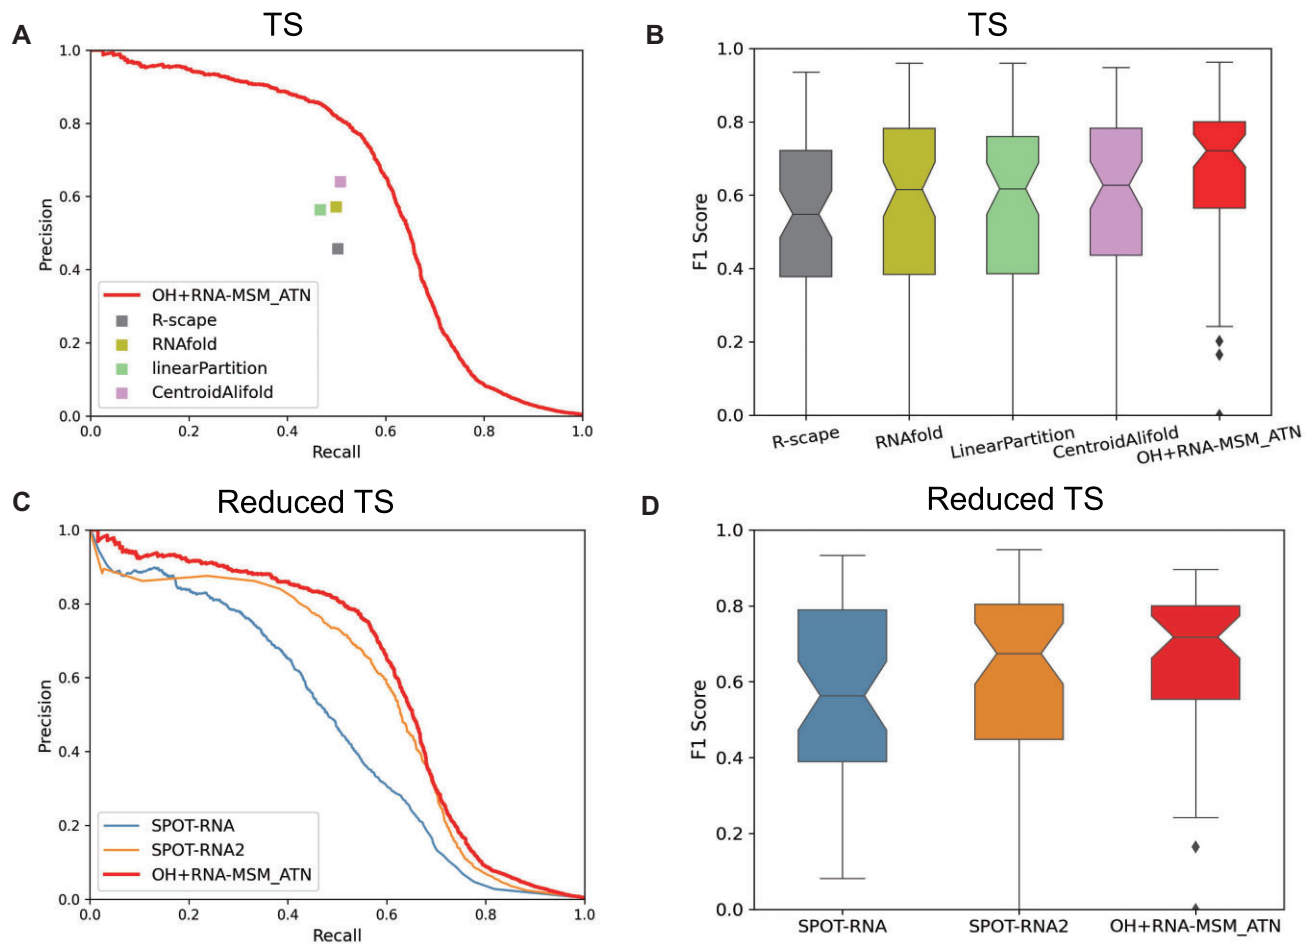 A
TS
1.0
0.8
0.6
0.4
0.2
0.0
Precision
OH+RNA-MSM_ATN
R-scape
RNAfold
linearPartition
CentroidAlifold
0.0 0.2 0.4 0.6 0.8 1.0
Recall
B
TS
1.0
0.8
0.6
0.4
0.2
0.0
F1 Score
R-scape RNAfold LinearPartition CentroidAlifold OH+RNA-MSM_ATN
C
Reduced TS
1.0
0.8
0.6
0.4
0.2
0.0
Precision
SPOT-RNA
SPOT-RNA2
OH+RNA-MSM_ATN
0.0 0.2 0.4 0.6 0.8 1.0
Recall
D
Reduced TS
1.0
0.8
0.6
0.4
0.2
0.0
F1 Score
SPOT-RNA SPOT-RNA2 OH+RNA-MSM_ATN